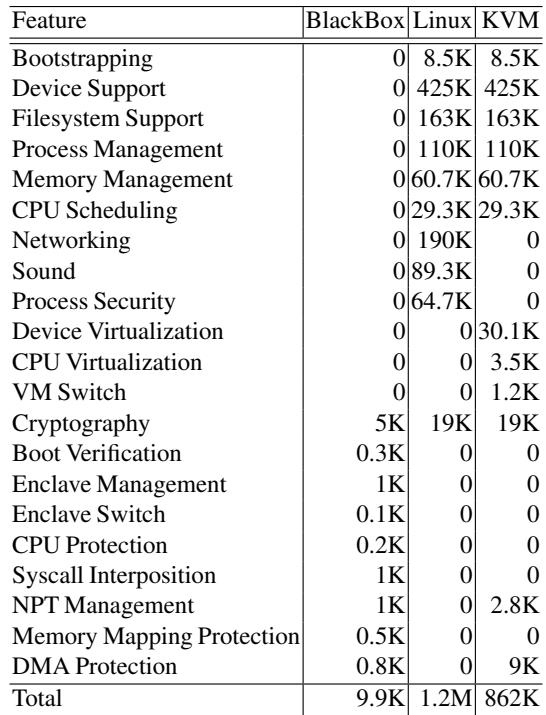 Feature BlackBox Linux KVM
Bootstrapping 0 8.5K 8.5K
Device Support 0 425K 425K
Filesystem Support 0 163K 163K
Process Management 0 110K 110K
Memory Management 0 60.7K 60.7K
CPU Scheduling 0 29.3K 29.3K
Networking 0 190K 0
Sound 0 89.3K 0
Process Security 0 64.7K 0
Device Virtualization 0 0 30.1K
CPU Virtualization 0 0 3.5K
VM Switch 0 0 1.2K
Cryptography 5K 19K 19K
Boot Verification 0.3K 0 0
Enclave Management 1K 0 0
Enclave Switch 0.1K 0 0
CPU Protection 0.2K 0 0
Syscall Interposition 1K 0 0
NPT Management 1K 0 2.8K
Memory Mapping Protection 0.5K 0 0
DMA Protection 0.8K 0 9K
Total 9.9K 1.2M 862K